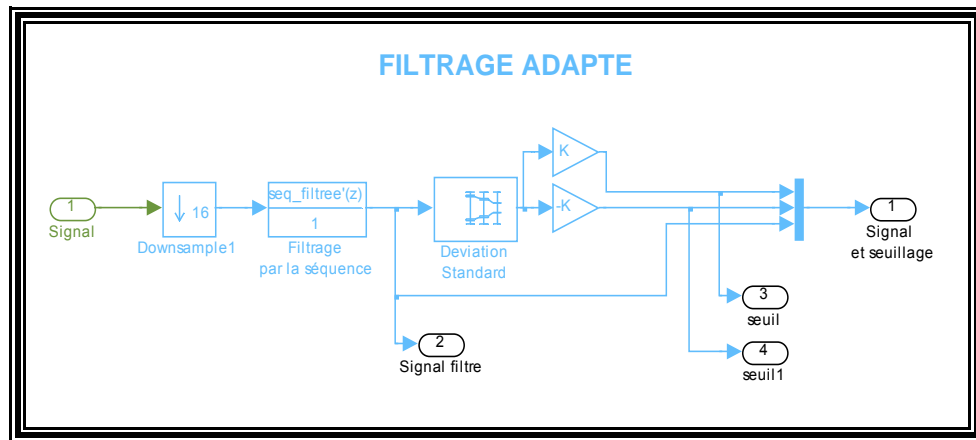 FILTRAGE ADAPTE
1
Signal
↓ 16
Downsample1
seq_filtree'(z)
1
Filtrage
par la séquence
Deviation
Standard
K
-K
1
Signal
et seuillage
2
Signal filtre
3
seuil
4
seuil1